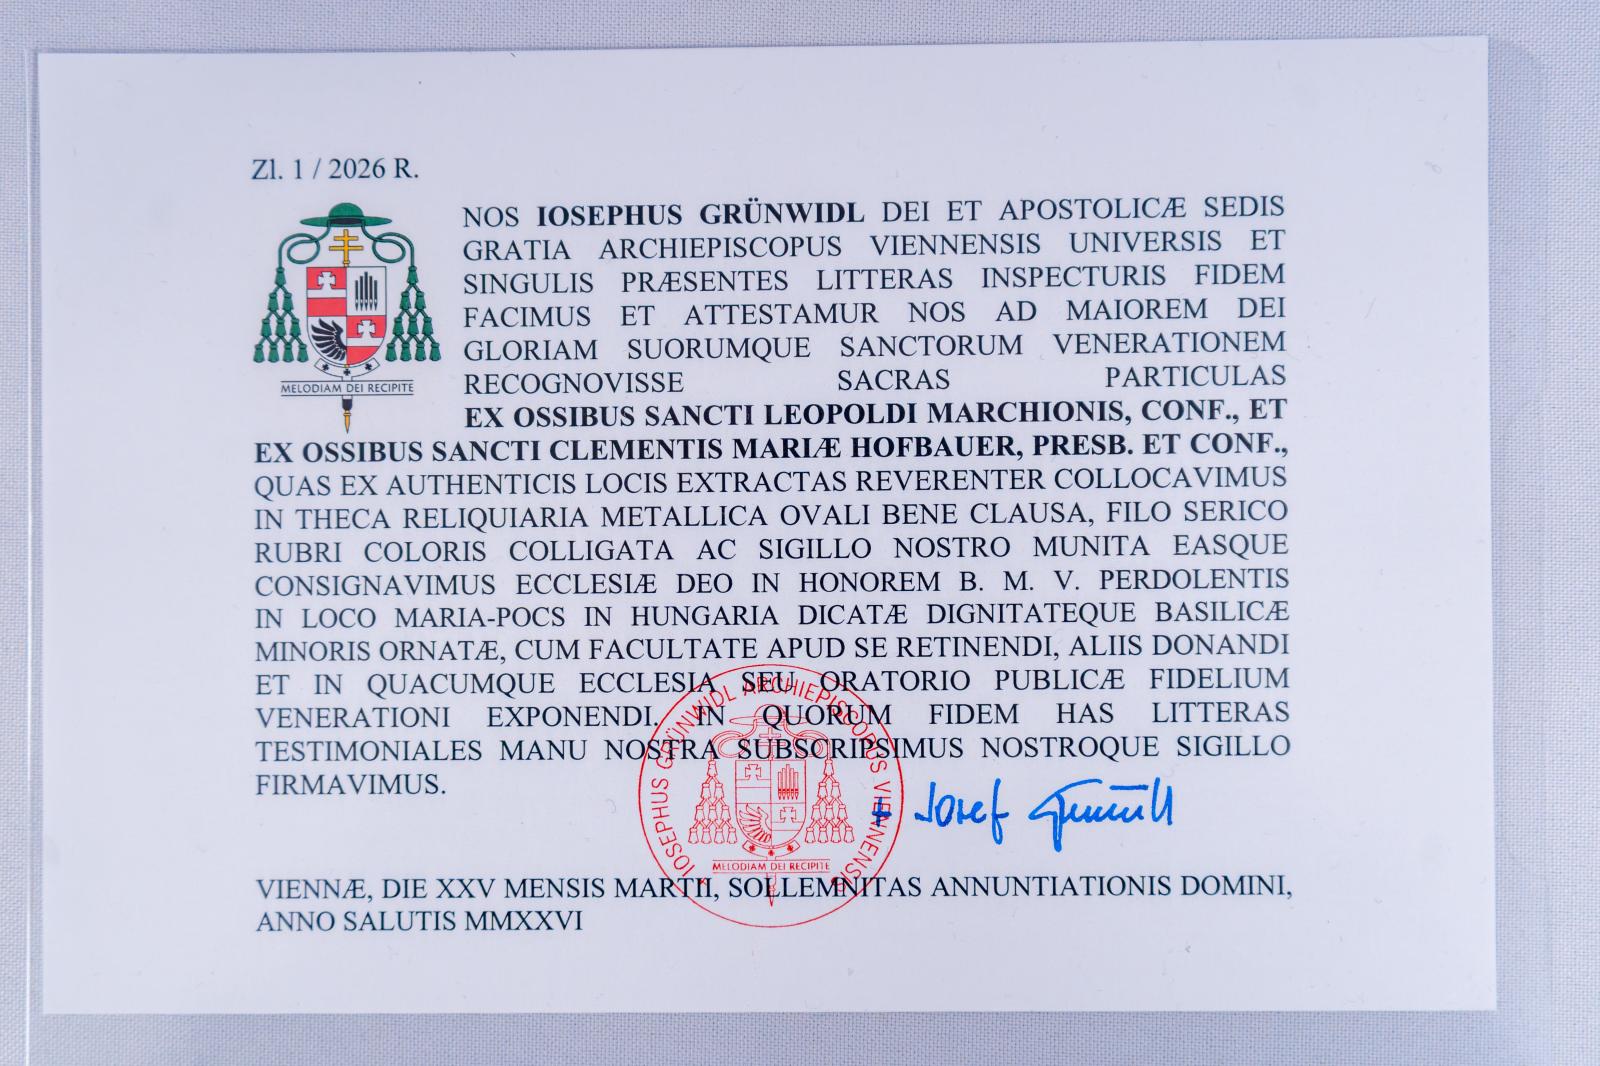 Zl. 1 / 2026 R.
NOS IOSEPHUS GRÜNWIDL DEI ET APOSTOLICÆ SEDIS
GRATIA ARCHIEPISCOPUS VIENNENSIS UNIVERSIS ET
SINGULIS PRÆSENTES LITTERAS INSPECTURIS FIDEM
FACIMUS ET ATTESTAMUR NOS AD MAIOREM DEI
GLORIAM SUORUMQUE SANCTORUM VENERATIONEM
RECOGNOVISSE SACRAS PARTICULAS
MELODIAM DEI RECIPITE
EX OSSIBUS SANCTI LEOPOLDI MARCHIONIS, CONF., ET
EX OSSIBUS SANCTI CLEMENTIS MARIÆ HOFBAUER, PRESB. ET CONF.,
QUAS EX AUTHENTICIS LOCIS EXTRACTAS REVERENTER COLLOCAVIMUS
IN THECA RELIQUIARIA METALLICA OVALI BENE CLAUSA, FILO SERICO
RUBRI COLORIS COLLIGATA AC SIGILLO NOSTRO MUNITA EASQUE
CONSIGNAVIMUS ECCLESIÆ DEO IN HONOREM B. M. V. PERDOLENTIS
IN LOCO MARIA-POCS IN HUNGARIA DICATÆ DIGNITATEQUE BASILICÆ
MINORIS ORNATÆ, CUM FACULTATE APUD SE RETINENDI, ALIIS DONANDI
ET IN QUACUMQUE ECCLESIA SEU ORATORIO PUBLICÆ FIDELIUM
VENERATIONI EXPONENDI. IN QUORUM FIDEM HAS LITTERAS
TESTIMONIALES MANU NOSTRA SUBSCRIPSIMUS NOSTROQUE SIGILLO
FIRMAVIMUS.
IOSEPHUS GRÜNWIDL ARCHIEPISCOPUS VIENNENSIS
MELODIAM DEI RECIPITE
+ Josef Grünwidl
VIENNÆ, DIE XXV MENSIS MARTII, SOLLEMNITAS ANNUNTIATIONIS DOMINI,
ANNO SALUTIS MMXXVI